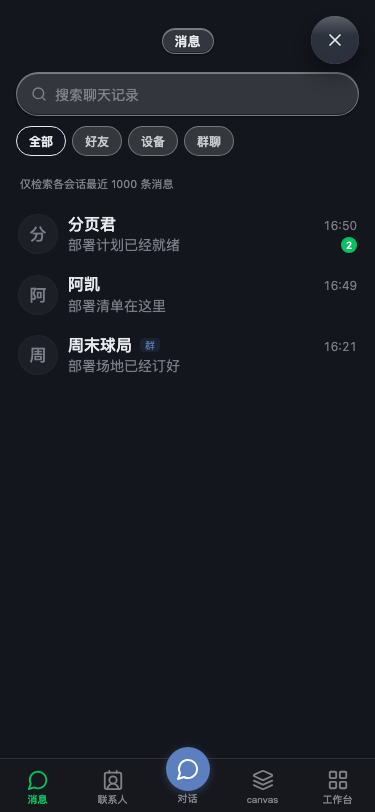 消息
搜索聊天记录
全部 好友 设备 群聊
仅检索各会话最近 1000 条消息
分 分页君 16:50
部署计划已经就绪 2
阿 阿凯 16:49
部署清单在这里
周 周末球局 群 16:21
部署场地已经订好
消息 联系人 对话 canvas 工作台